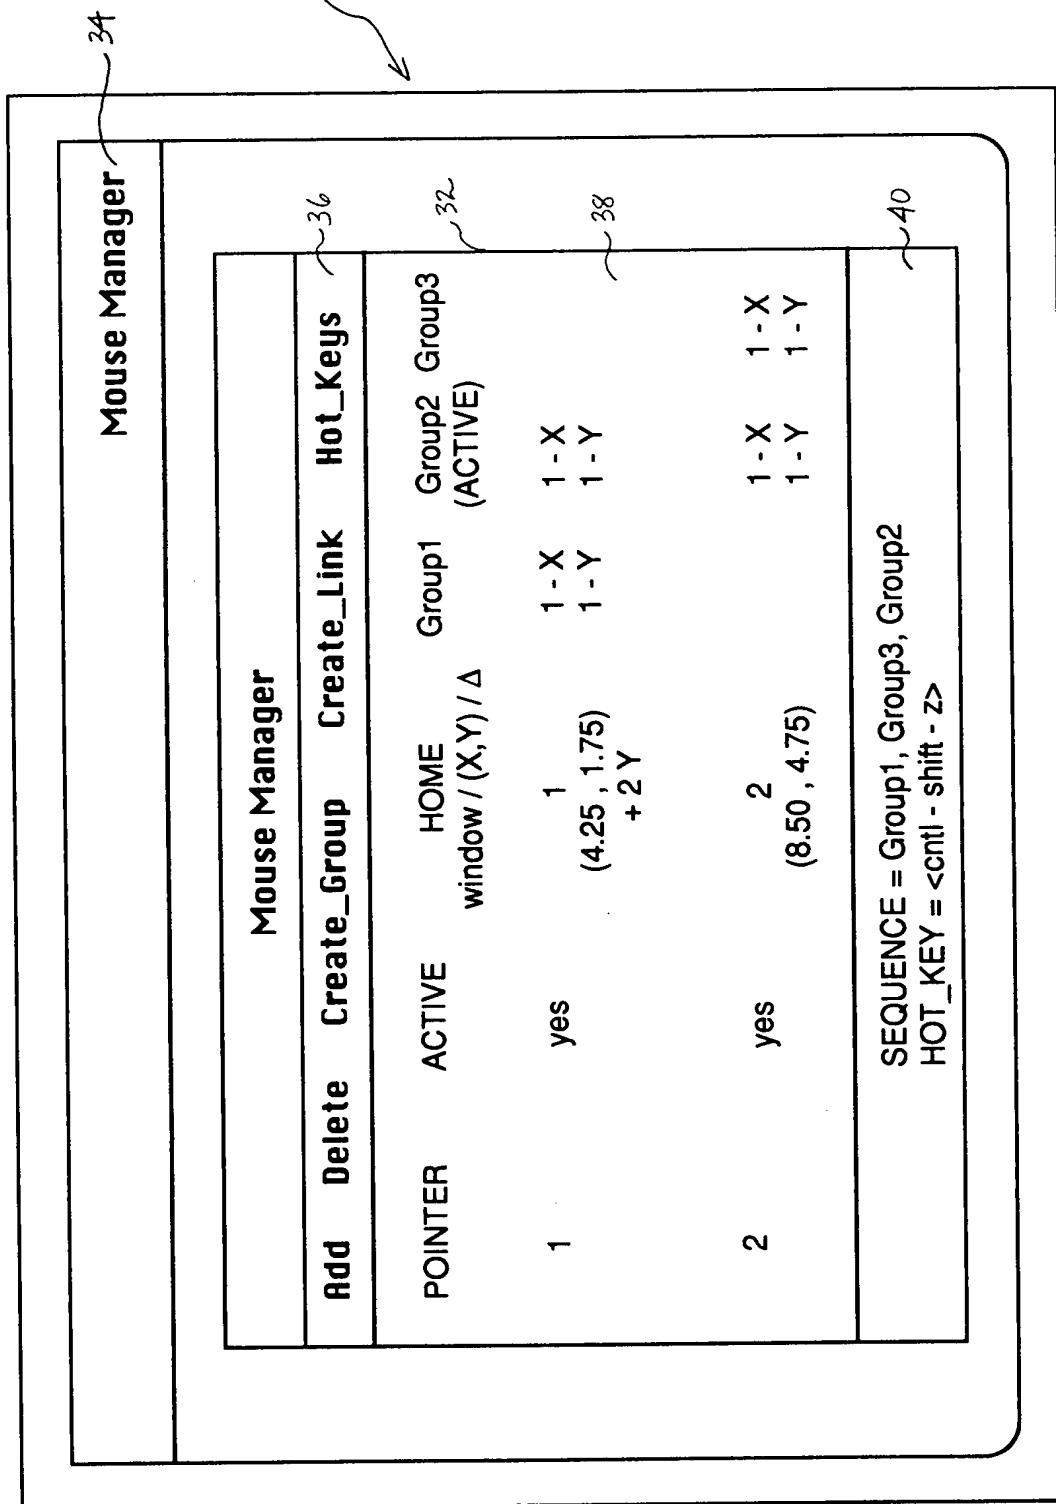 Mouse Manager 34
Mouse Manager
Add Delete Create_Group Create_Link Hot_Keys 36
POINTER ACTIVE HOME Group1 Group2 Group3 32
window / (X,Y) / Δ (ACTIVE)
1 yes 1 1 - X 1 - X
(4.25 , 1.75) 1 - Y 1 - Y 38
+ 2 Y
2 yes 2 1 - X 1 - X
(8.50 , 4.75) 1 - Y 1 - Y
SEQUENCE = Group1, Group3, Group2 40
HOT_KEY = <cntl - shift - z>